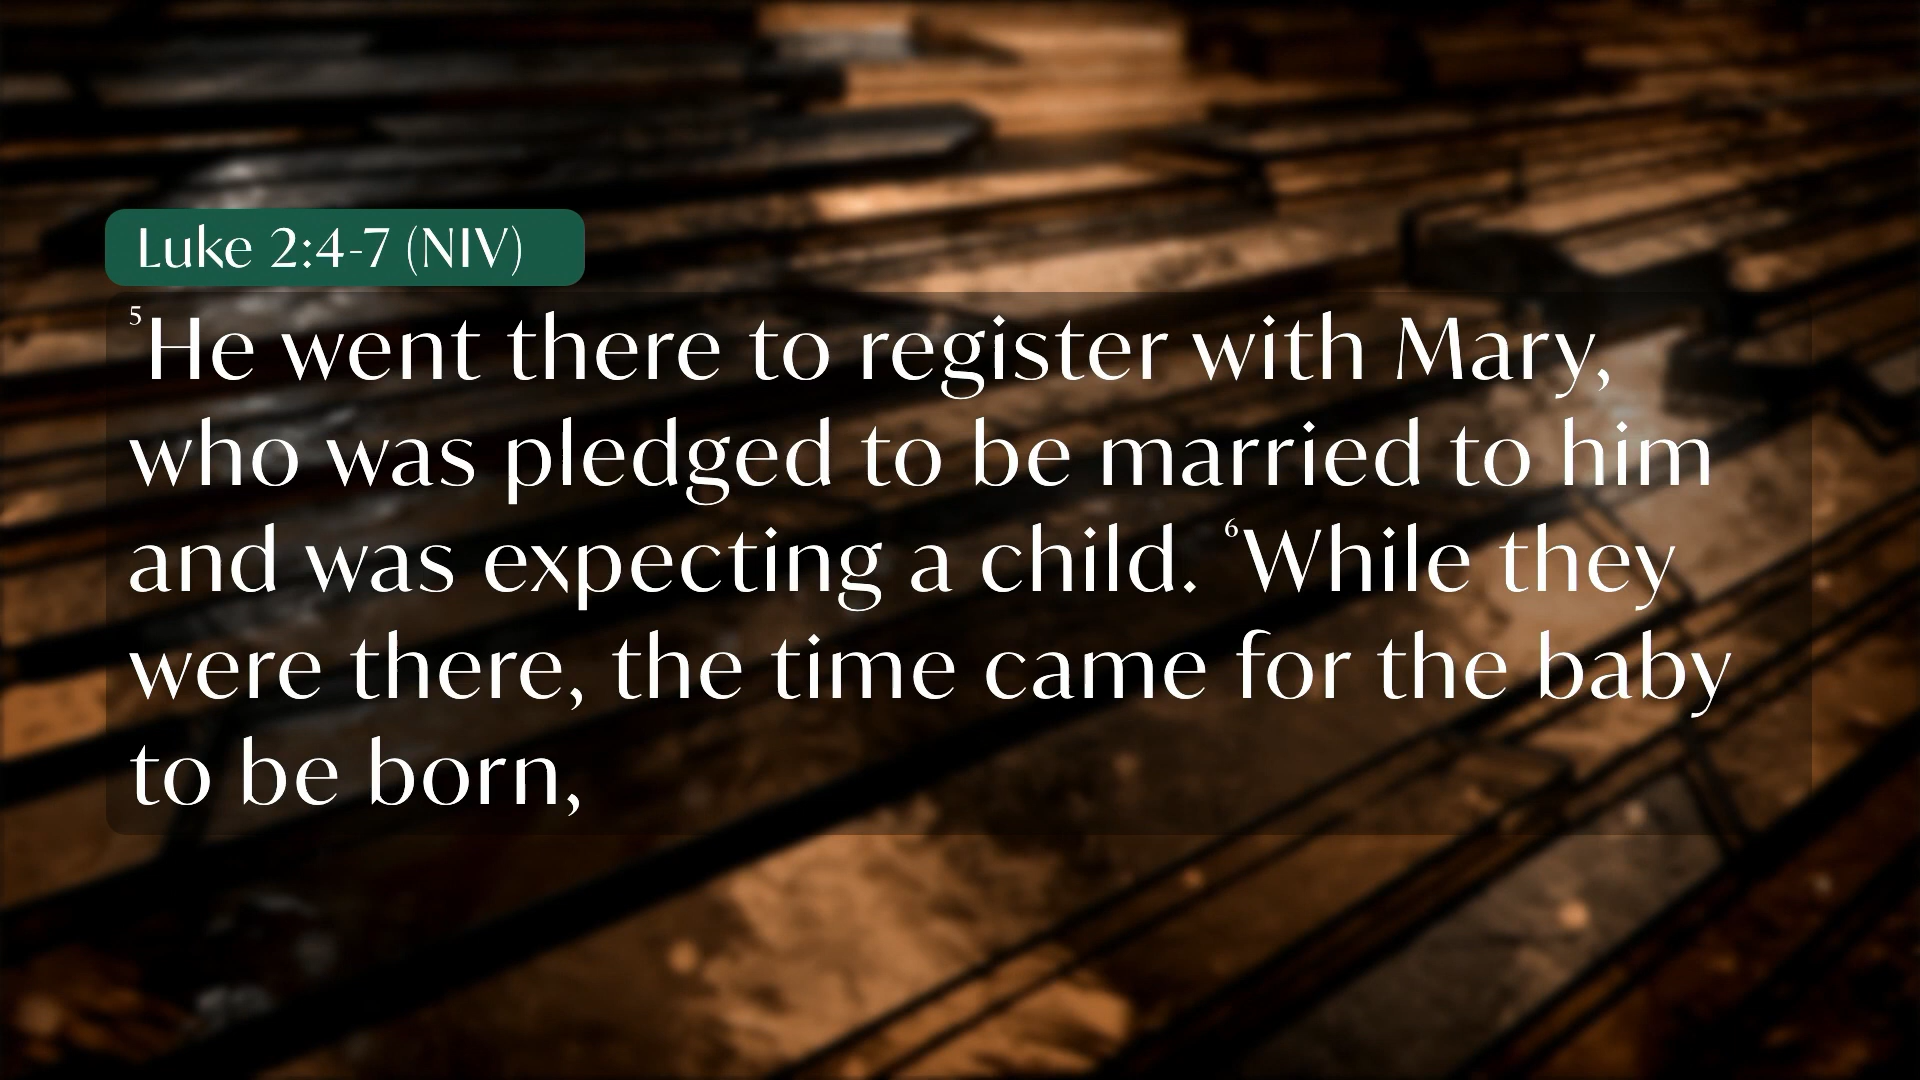 Luke 2:4-7 (NIV)
⁵He went there to register with Mary,
who was pledged to be married to him
and was expecting a child. ⁶While they
were there, the time came for the baby
to be born,